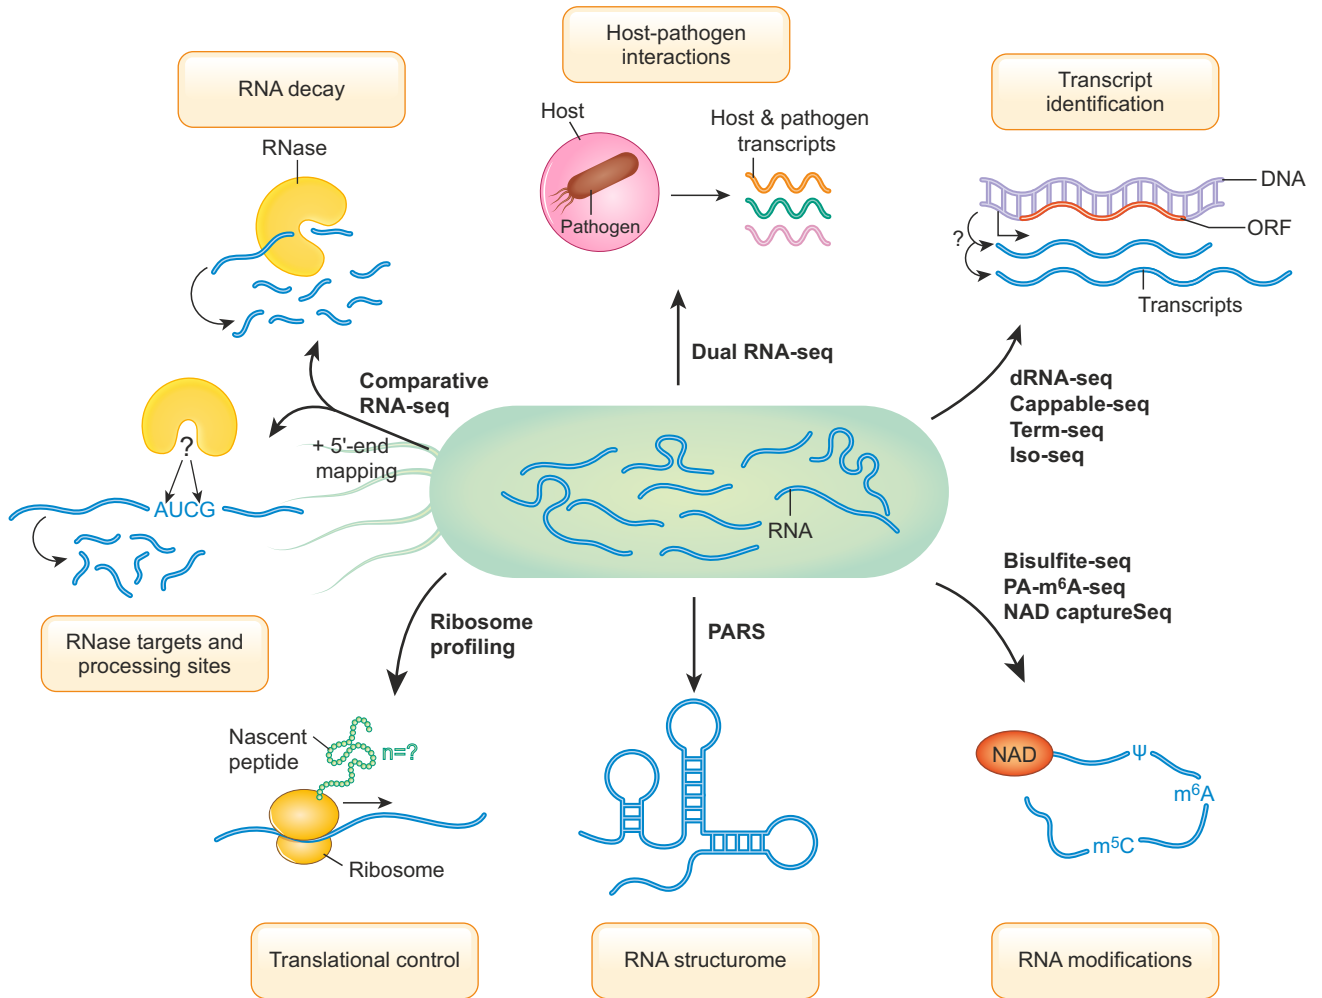 Host-pathogen
interactions
RNA decay
Transcript
identification
Host
Host & pathogen
transcripts
Pathogen
RNase
DNA
ORF
?
Transcripts
Dual RNA-seq
Comparative
RNA-seq
+ 5'-end
mapping
dRNA-seq
Cappable-seq
Term-seq
Iso-seq
?
AUCG
RNA
RNase targets and
processing sites
Ribosome
profiling
PARS
Bisulfite-seq
PA-m⁶A-seq
NAD captureSeq
Nascent
peptide
n=?
Ribosome
NAD
Ψ
m⁶A
m⁵C
Translational control
RNA structurome
RNA modifications